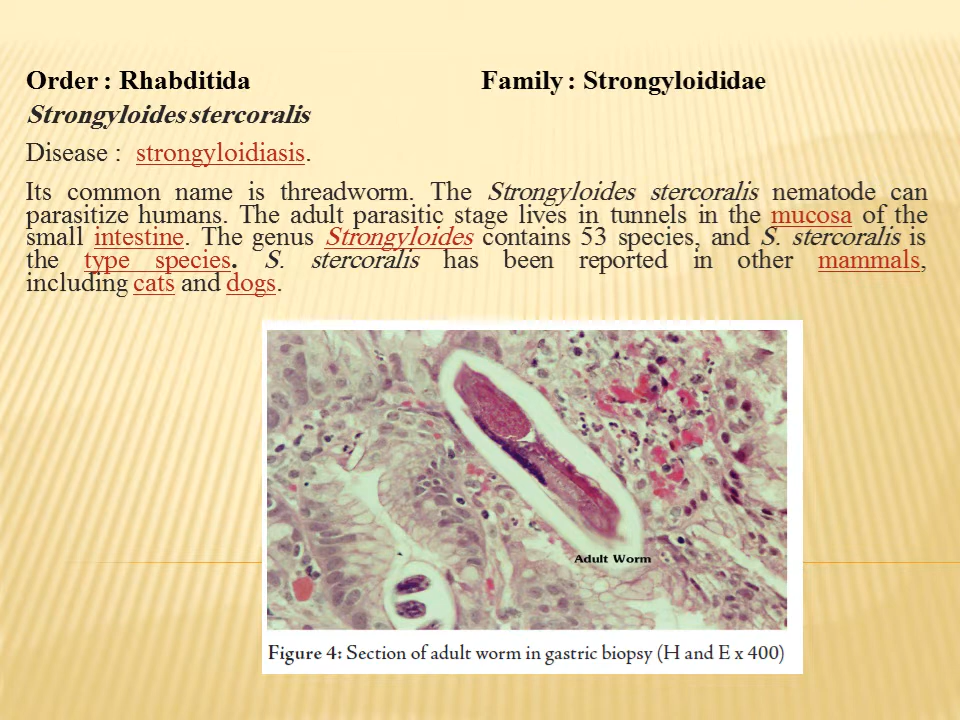 Order : Rhabditida Family : Strongyloididae
Strongyloides stercoralis
Disease : strongyloidiasis.
Its common name is threadworm. The Strongyloides stercoralis nematode can
parasitize humans. The adult parasitic stage lives in tunnels in the mucosa of the
small intestine. The genus Strongyloides contains 53 species, and S. stercoralis is
the type species. S. stercoralis has been reported in other mammals,
including cats and dogs.
Adult Worm
Figure 4: Section of adult worm in gastric biopsy (H and E x 400)